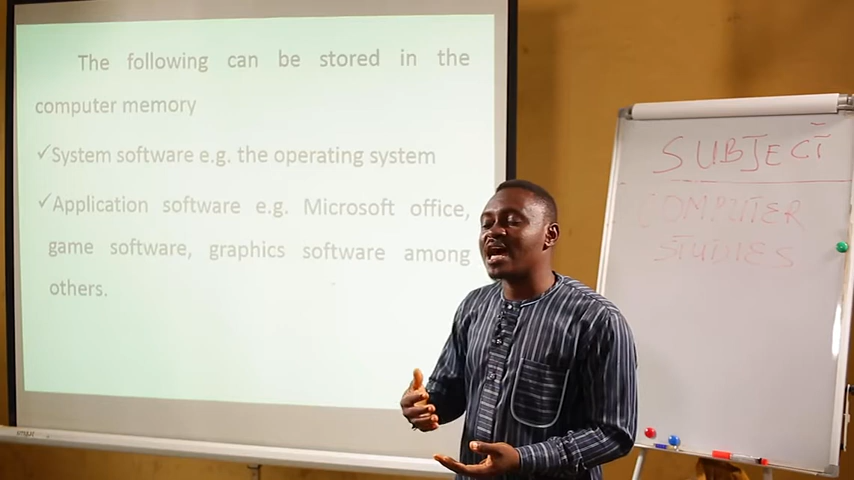 The following can be stored in the
computer memory
✓System Software e.g. the Operating system
✓Application software, e.g. Microsoft office,
game software, graphics software among
others.
SUBJECT
COMPUTER
STUDIES